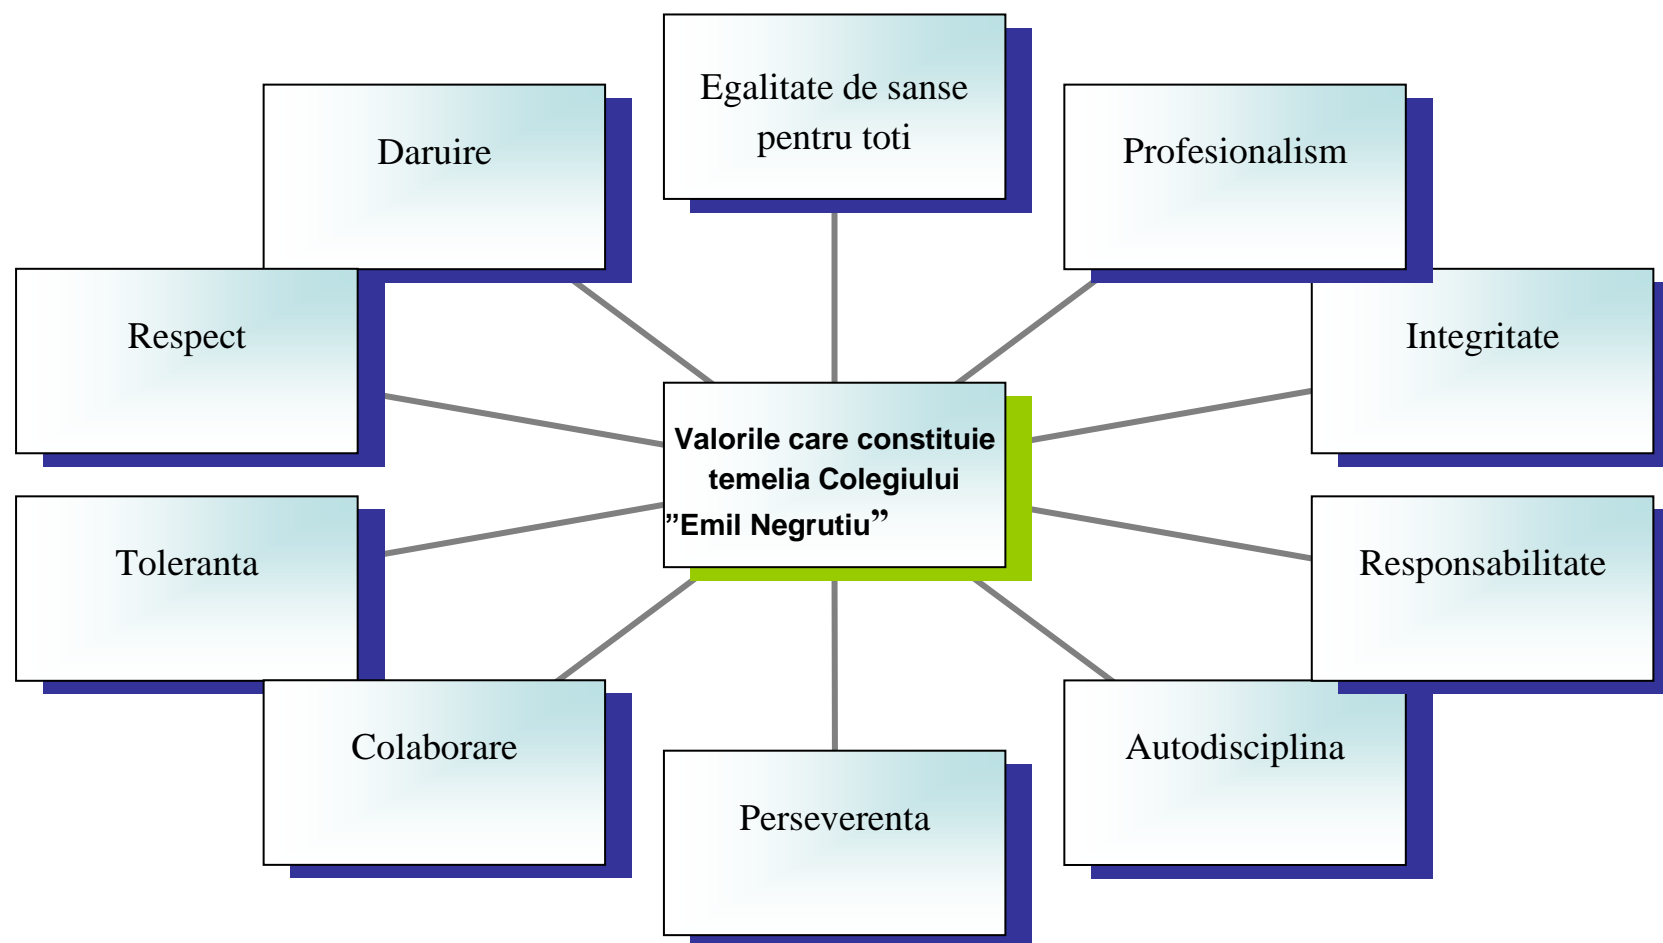 Egalitate de sanse
pentru toti
Daruire
Profesionalism
Respect
Integritate
Valorile care constituie
temelia Colegiului
”Emil Negrutiu”
Toleranta
Responsabilitate
Colaborare
Autodisciplina
Perseverenta